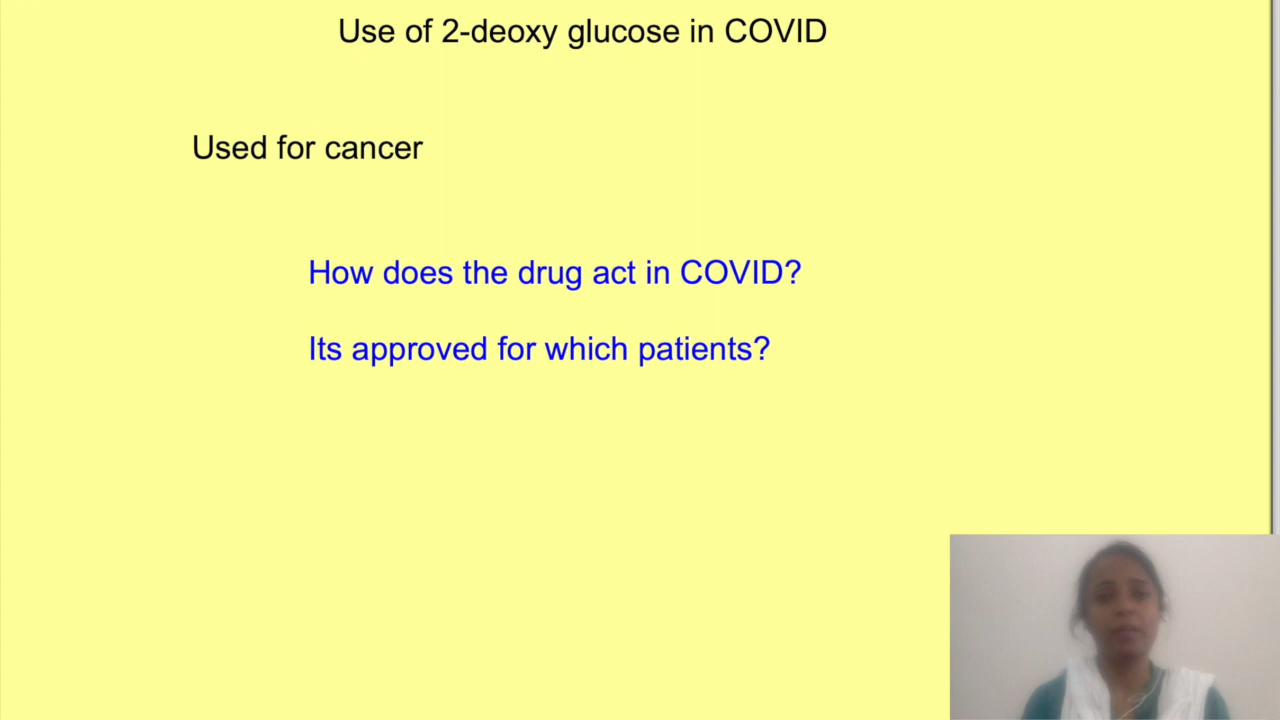 Use of 2-deoxy glucose in COVID
Used for cancer
How does the drug act in COVID?
Its approved for which patients?